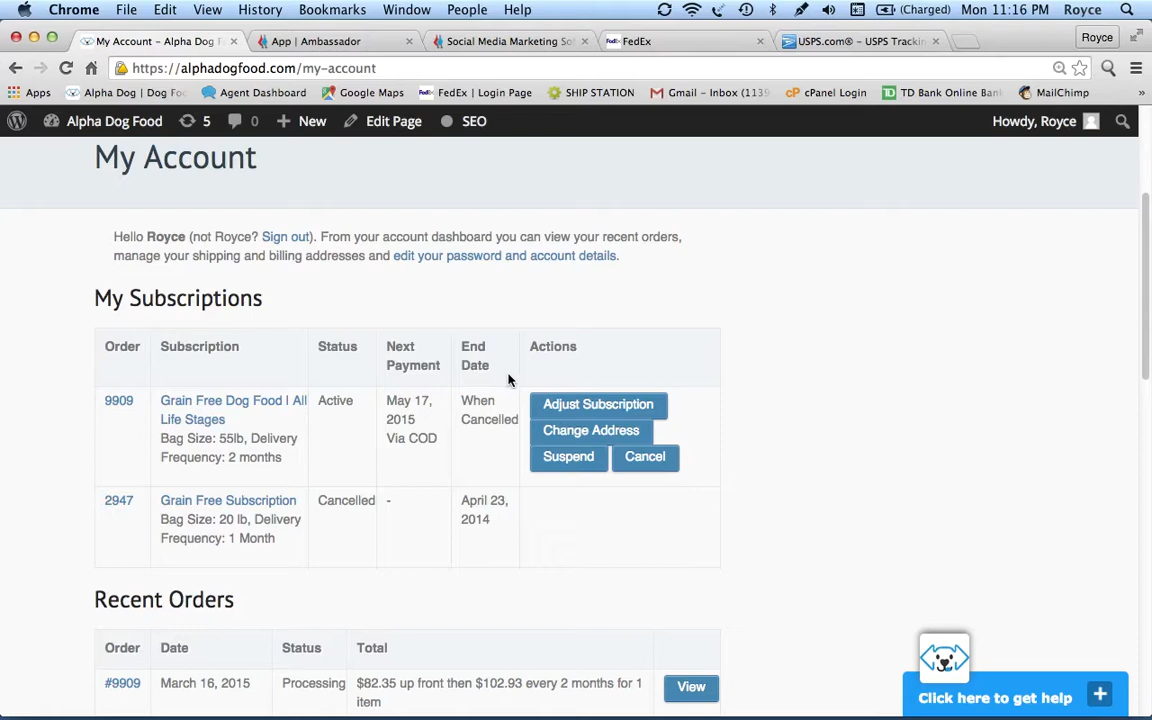 Chrome File Edit View History Bookmarks Window People Help (Charged) Mon 11:16 PM Royce
My Account – Alpha Dog F App | Ambassador Social Media Marketing So FedEx USPS.com® - USPS Trackin Royce
https://alphadogfood.com/my-account
Apps Alpha Dog | Dog Fo Agent Dashboard Google Maps FedEx | Login Page SHIP STATION Gmail - Inbox (1139 cPanel Login TD Bank Online Ban MailChimp »
Alpha Dog Food 5 0 New Edit Page SEO Howdy, Royce
My Account
Hello Royce (not Royce? Sign out). From your account dashboard you can view your recent orders,
manage your shipping and billing addresses and edit your password and account details.
My Subscriptions
Order Subscription Status Next Payment End Date Actions
9909 Grain Free Dog Food | All Life Stages Bag Size: 55lb, Delivery Frequency: 2 months Active May 17, 2015 Via COD When Cancelled Adjust Subscription
Change Address
Suspend Cancel
2947 Grain Free Subscription Bag Size: 20 lb, Delivery Frequency: 1 Month Cancelled - April 23, 2014
Recent Orders
Order Date Status Total
#9909 March 16, 2015 Processing $82.35 up front then $102.93 every 2 months for 1 item View
Click here to get help +